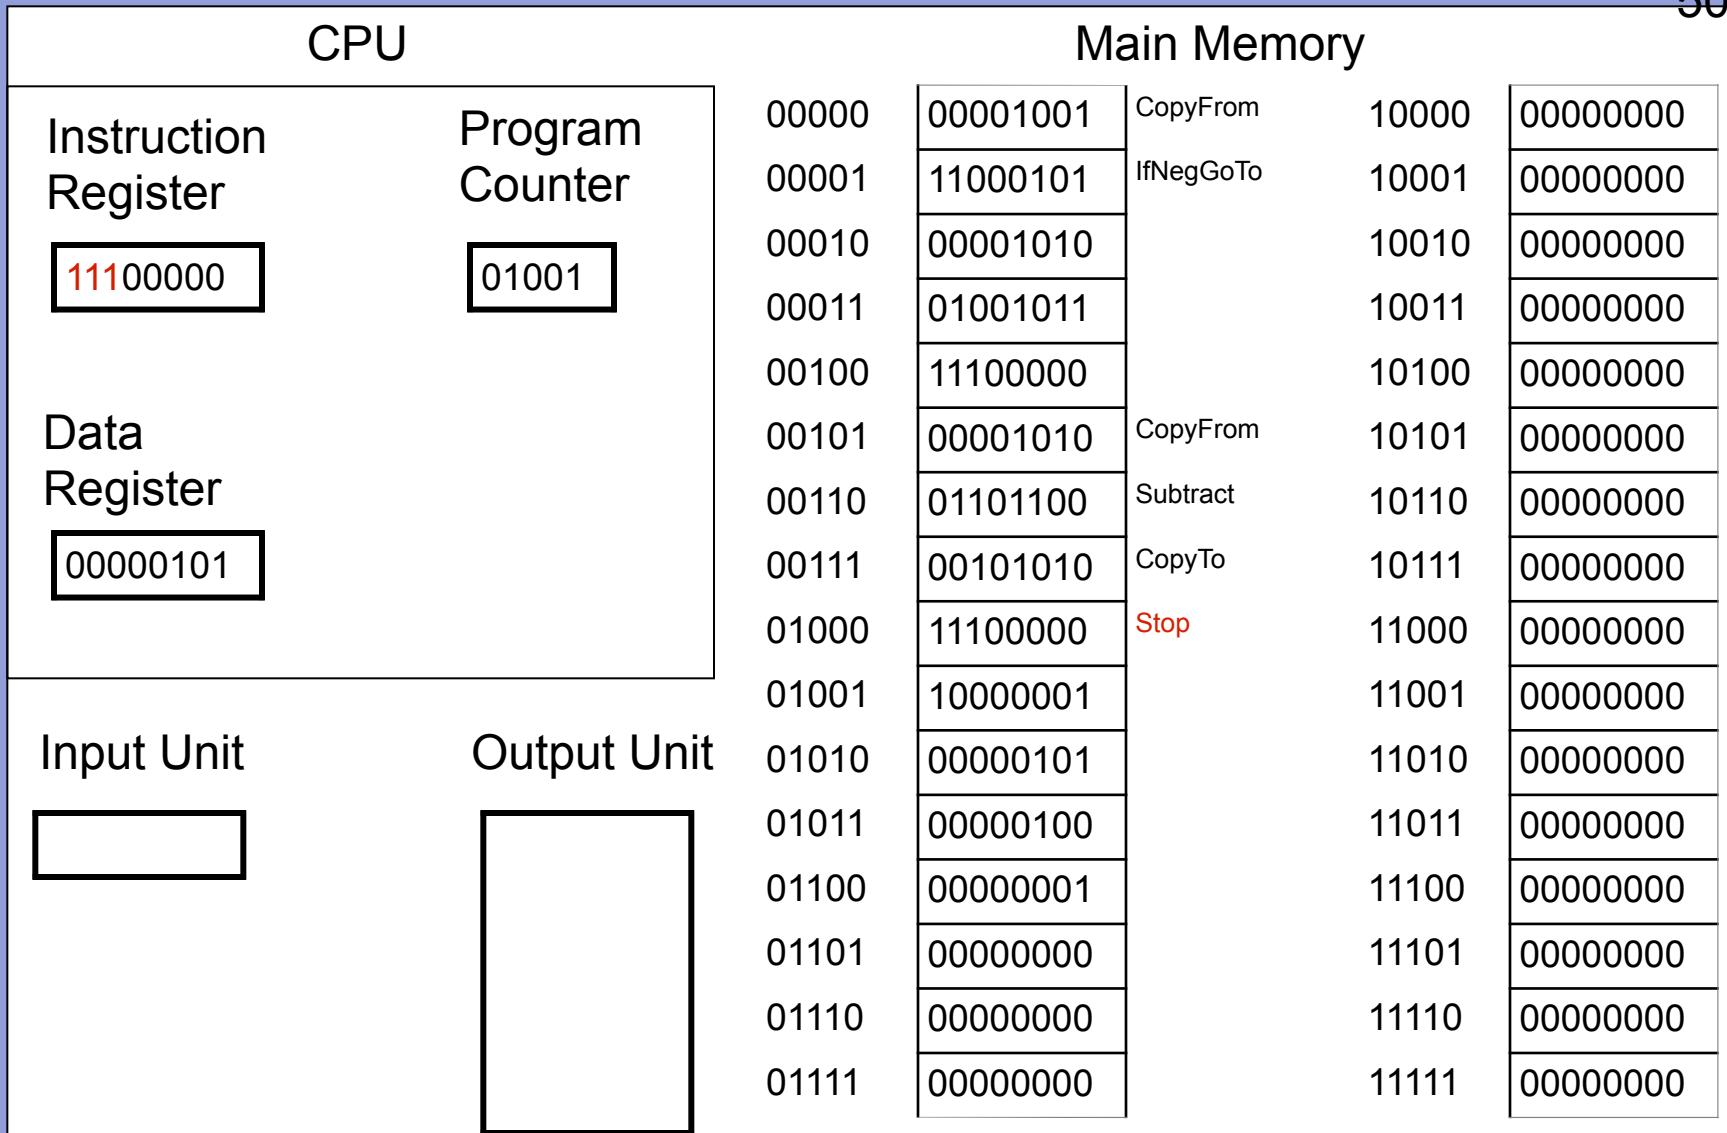 50
CPU
Main Memory
Instruction
Register
Program
Counter
11100000
01001
Data
Register
00000101
Input Unit
Output Unit
00000 00001001 CopyFrom 10000 00000000
00001 11000101 IfNegGoTo 10001 00000000
00010 00001010 10010 00000000
00011 01001011 10011 00000000
00100 11100000 10100 00000000
00101 00001010 CopyFrom 10101 00000000
00110 01101100 Subtract 10110 00000000
00111 00101010 CopyTo 10111 00000000
01000 11100000 Stop 11000 00000000
01001 10000001 11001 00000000
01010 00000101 11010 00000000
01011 00000100 11011 00000000
01100 00000001 11100 00000000
01101 00000000 11101 00000000
01110 00000000 11110 00000000
01111 00000000 11111 00000000